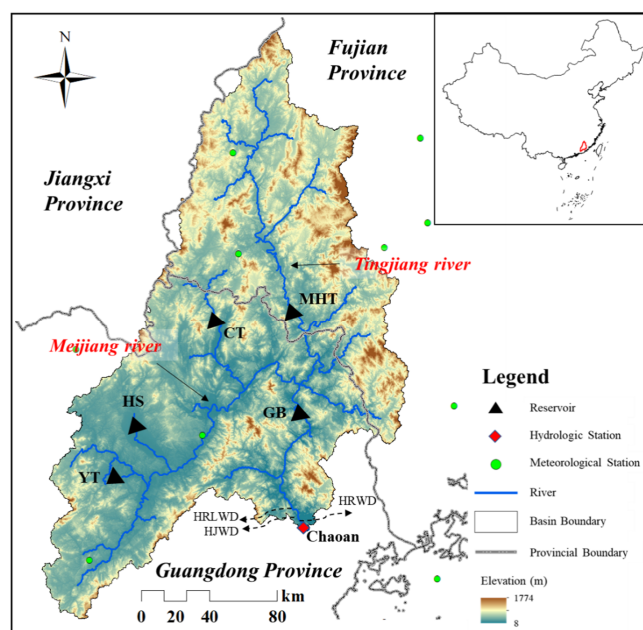 N
Fujian
Province
Jiangxi
Province
Tingjiang river
MHT
CT
Meijiang river
HS
GB
YT
HRWD
HRLWD
HJWD
Chaoan
Guangdong Province
0 20 40 80
km
Legend
Reservoir
Hydrologic Station
Meteorological Station
River
Basin Boundary
Provincial Boundary
Elevation (m)
1774
8